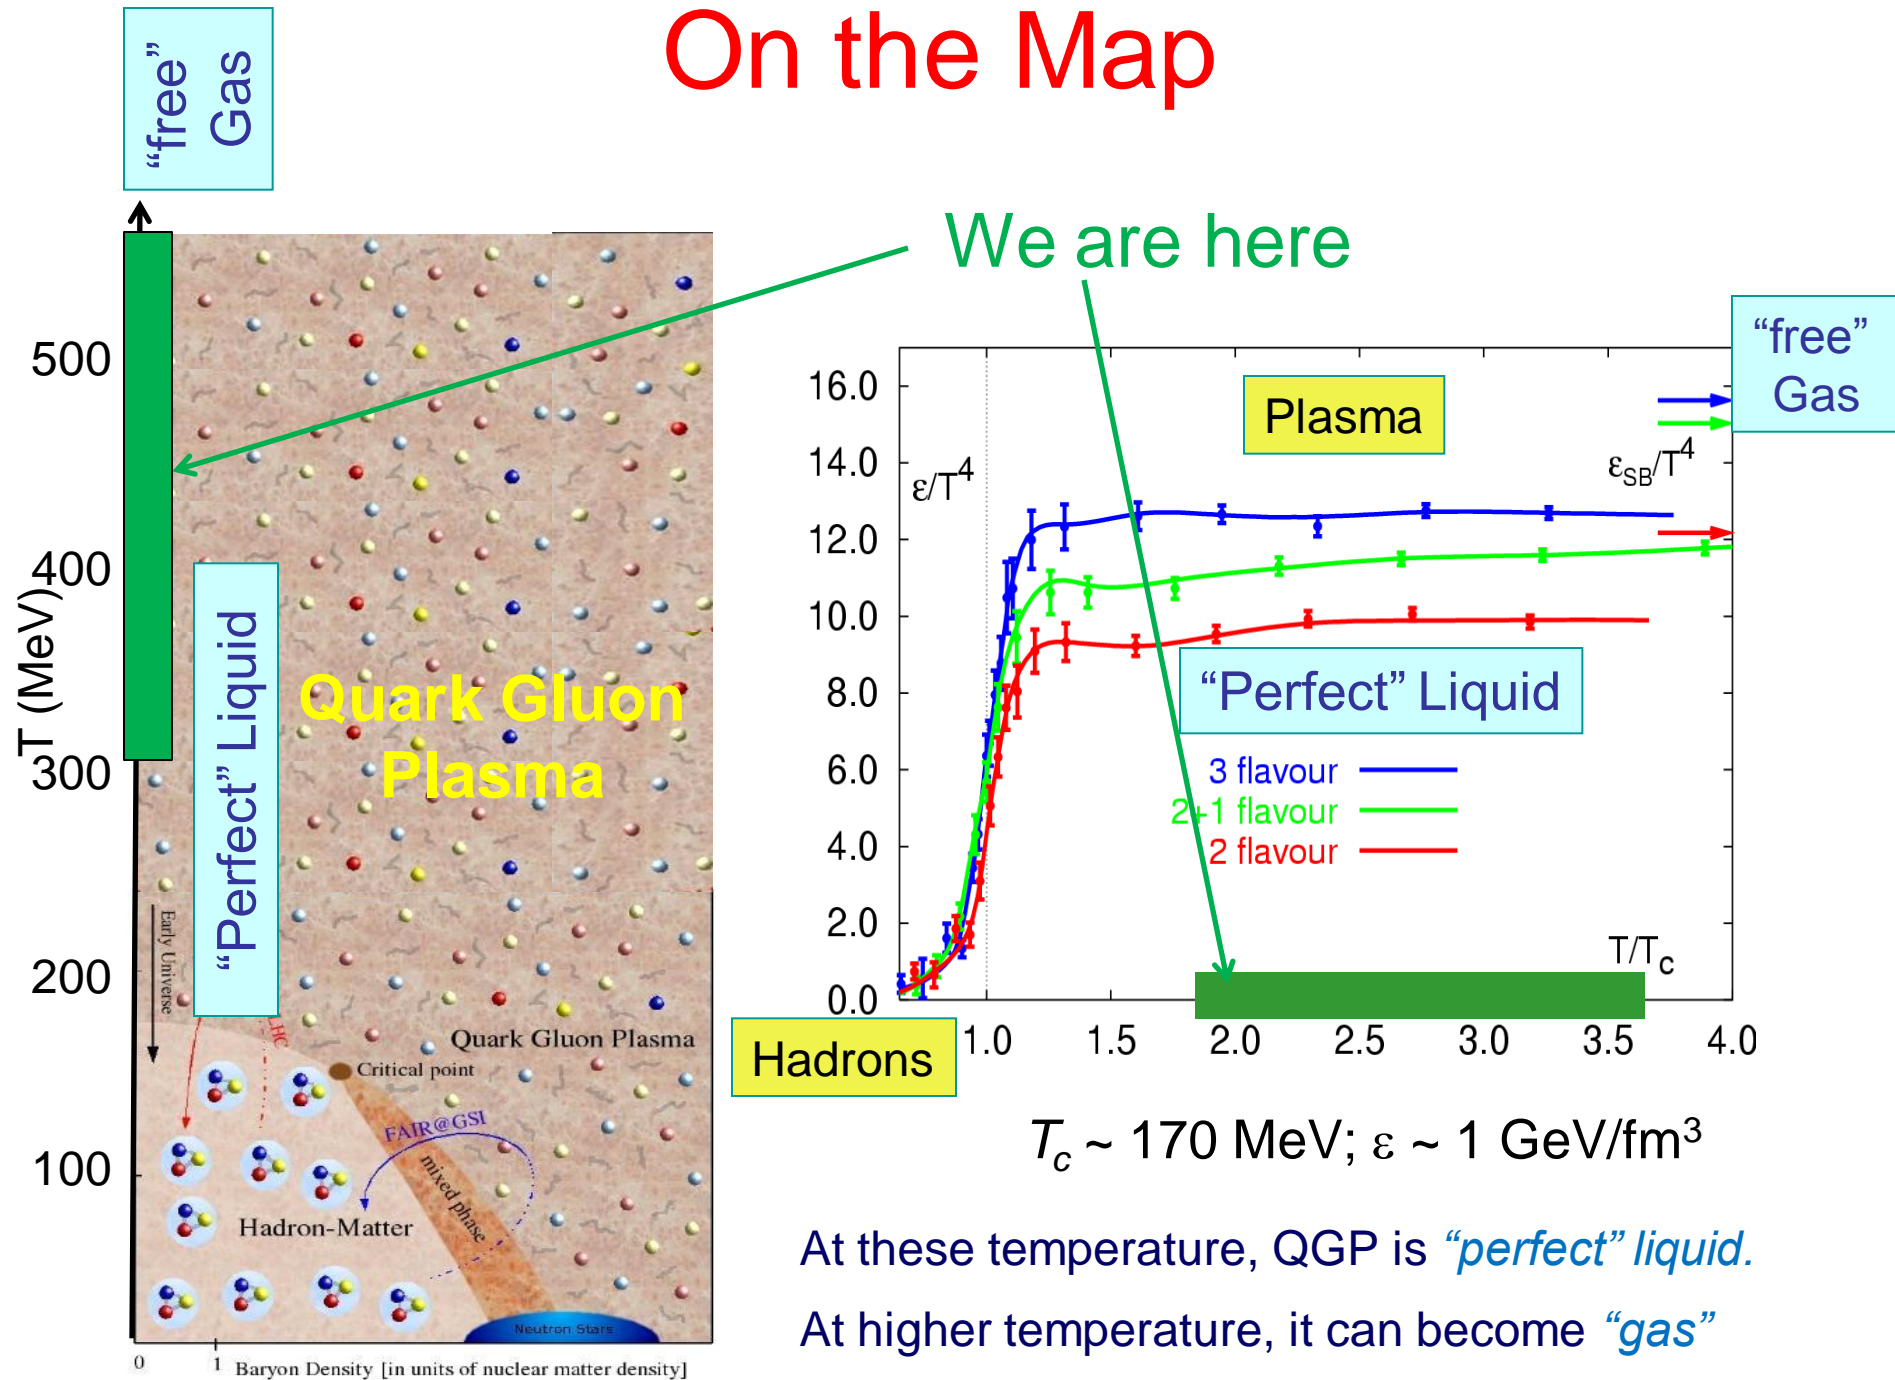 On the Map
“free”
Gas
We are here
500
400
300
200
100
T (MeV)
“Perfect” Liquid
Quark Gluon
Plasma
Early Universe
LHC
Quark Gluon Plasma
Critical point
FAIR@GSI
mixed phase
Hadron-Matter
Neutron Stars
0
1
Baryon Density [in units of nuclear matter density]
“free”
Gas
16.0
14.0
12.0
10.0
8.0
6.0
4.0
2.0
0.0
ε/T⁴
Plasma
ε_SB/T⁴
“Perfect” Liquid
3 flavour
2+1 flavour
2 flavour
T/T_c
Hadrons
1.0 1.5 2.0 2.5 3.0 3.5 4.0
T_c ~ 170 MeV; ε ~ 1 GeV/fm³
At these temperature, QGP is “perfect” liquid.
At higher temperature, it can become “gas”